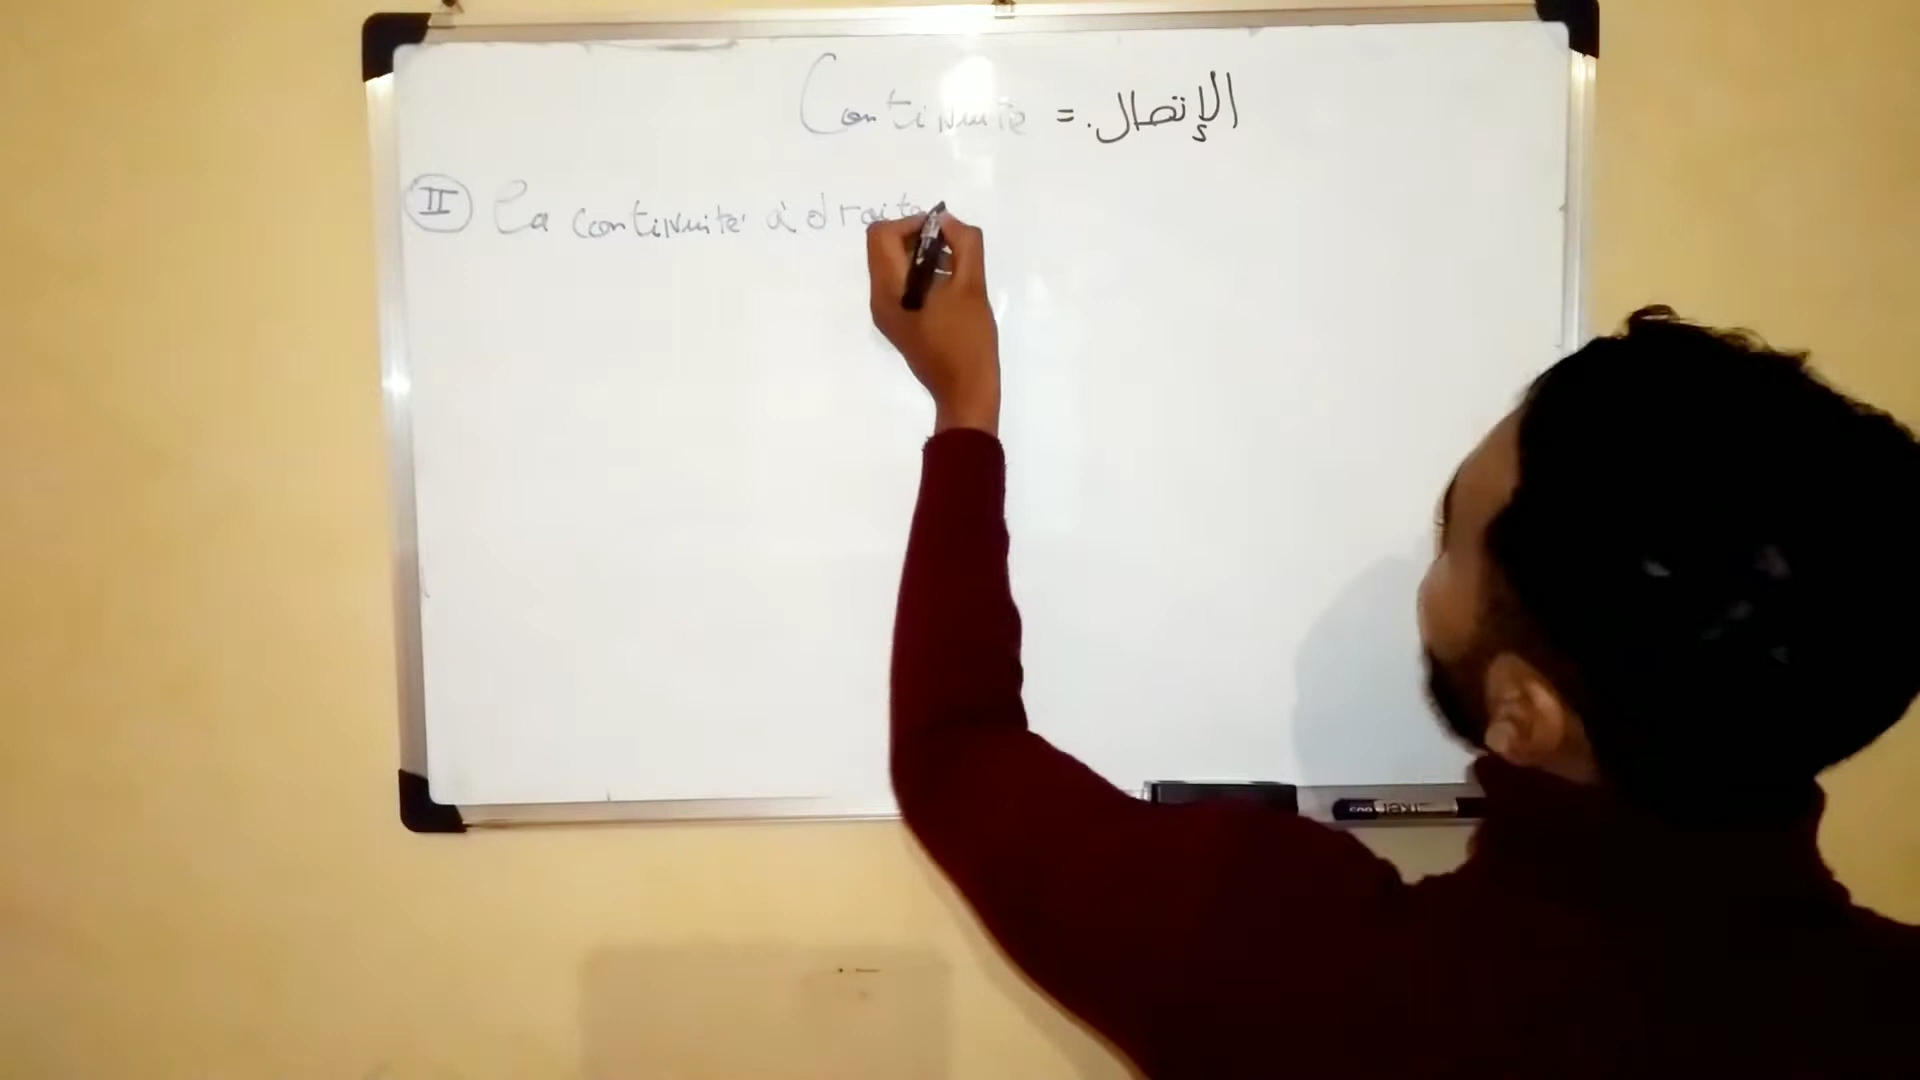 Continuité = الإتصال.
II La continuité à droite